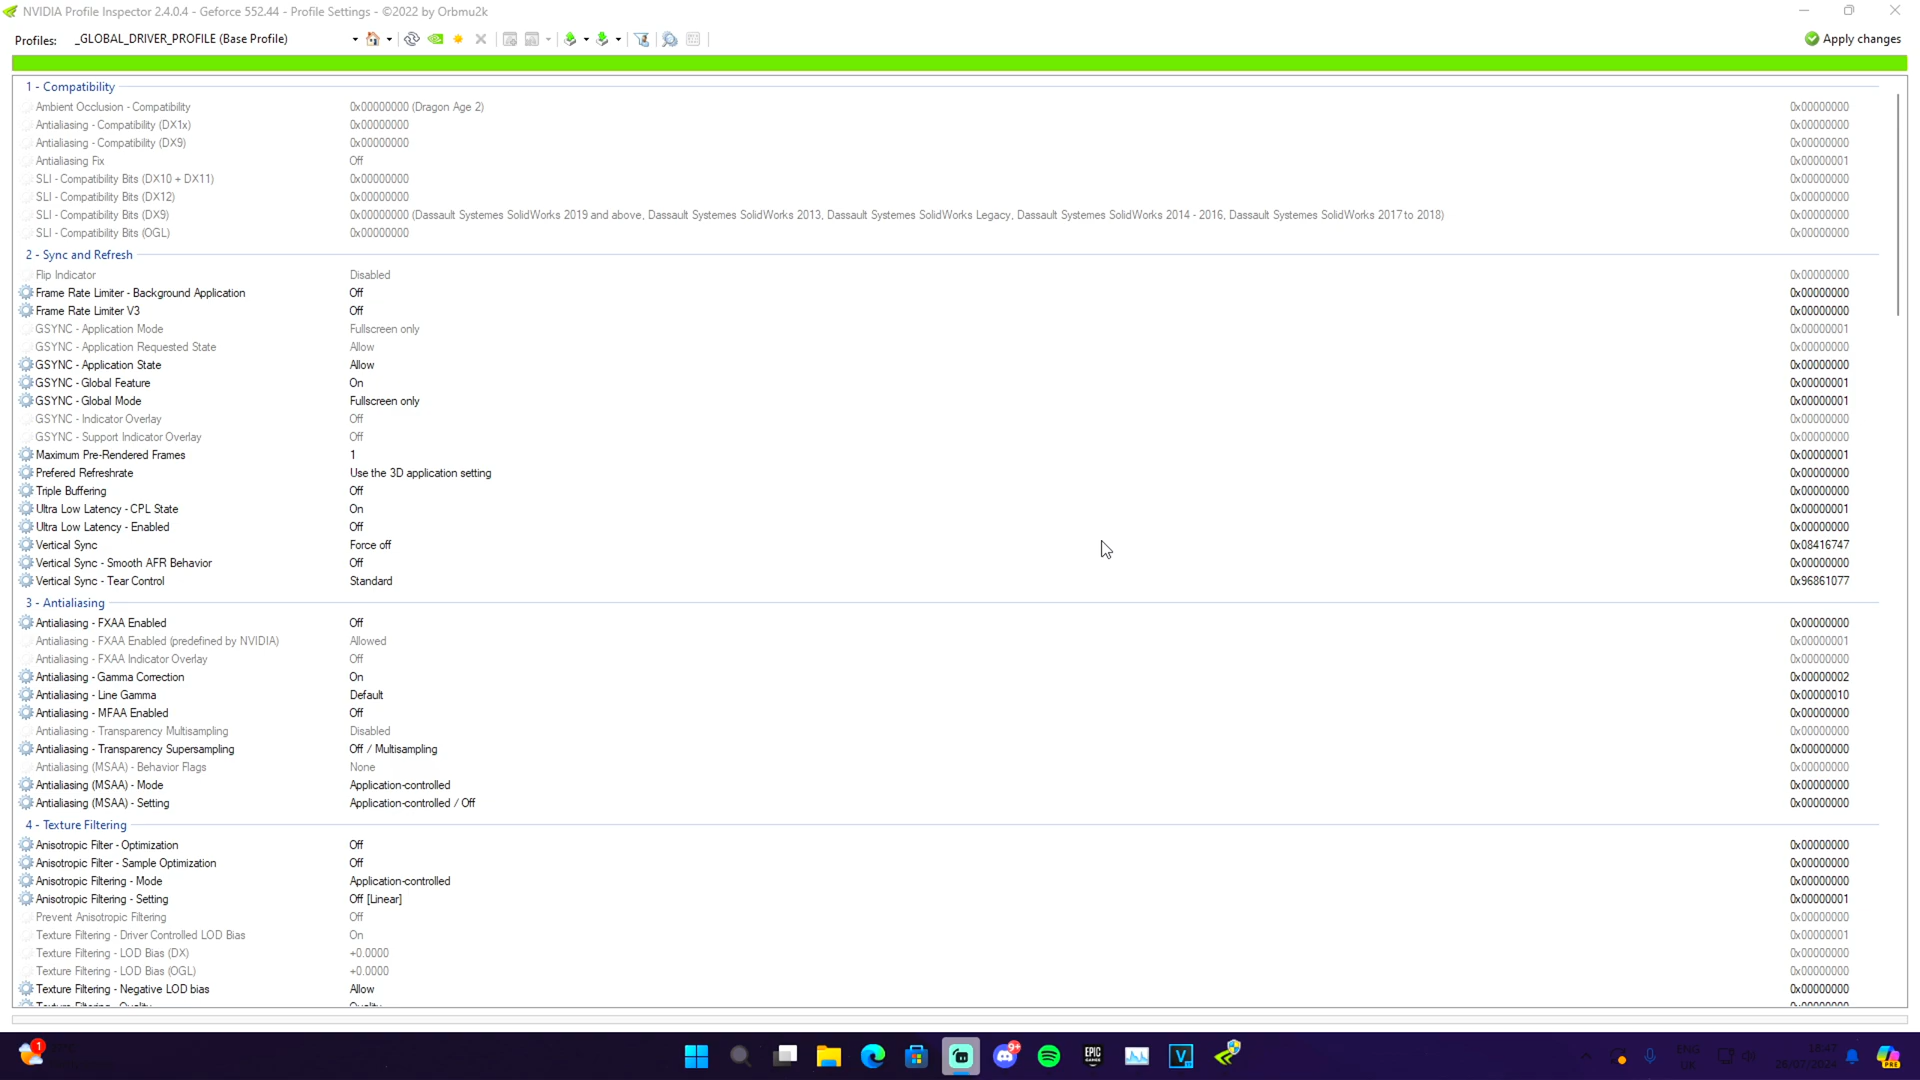 NVIDIA Profile Inspector 2.4.0.4 - Geforce 552.44 - Profile Settings - ©2022 by Orbmu2k
Profiles: _GLOBAL_DRIVER_PROFILE (Base Profile) Apply changes
1 - Compatibility
Ambient Occlusion - Compatibility 0x00000000 (Dragon Age 2) 0x00000000
Antialiasing - Compatibility (DX1x) 0x00000000 0x00000000
Antialiasing - Compatibility (DX9) 0x00000000 0x00000000
Antialiasing Fix Off 0x00000001
SLI - Compatibility Bits (DX10 + DX11) 0x00000000 0x00000000
SLI - Compatibility Bits (DX12) 0x00000000 0x00000000
SLI - Compatibility Bits (DX9) 0x00000000 (Dassault Systemes SolidWorks 2019 and above, Dassault Systemes SolidWorks 2013, Dassault Systemes SolidWorks Legacy, Dassault Systemes SolidWorks 2014 - 2016, Dassault Systemes SolidWorks 2017 to 2018) 0x00000000
SLI - Compatibility Bits (OGL) 0x00000000 0x00000000
2 - Sync and Refresh
Flip Indicator Disabled 0x00000000
Frame Rate Limiter - Background Application Off 0x00000000
Frame Rate Limiter V3 Off 0x00000000
GSYNC - Application Mode Fullscreen only 0x00000001
GSYNC - Application Requested State Allow 0x00000000
GSYNC - Application State Allow 0x00000000
GSYNC - Global Feature On 0x00000001
GSYNC - Global Mode Fullscreen only 0x00000001
GSYNC - Indicator Overlay Off 0x00000000
GSYNC - Support Indicator Overlay Off 0x00000000
Maximum Pre-Rendered Frames 1 0x00000001
Prefered Refreshrate Use the 3D application setting 0x00000000
Triple Buffering Off 0x00000000
Ultra Low Latency - CPL State On 0x00000001
Ultra Low Latency - Enabled Off 0x00000000
Vertical Sync Force off 0x08416747
Vertical Sync - Smooth AFR Behavior Off 0x00000000
Vertical Sync - Tear Control Standard 0x96861077
3 - Antialiasing
Antialiasing - FXAA Enabled Off 0x00000000
Antialiasing - FXAA Enabled (predefined by NVIDIA) Allowed 0x00000001
Antialiasing - FXAA Indicator Overlay Off 0x00000000
Antialiasing - Gamma Correction On 0x00000002
Antialiasing - Line Gamma Default 0x00000010
Antialiasing - MFAA Enabled Off 0x00000000
Antialiasing - Transparency Multisampling Disabled 0x00000000
Antialiasing - Transparency Supersampling Off / Multisampling 0x00000000
Antialiasing (MSAA) - Behavior Flags None 0x00000000
Antialiasing (MSAA) - Mode Application-controlled 0x00000000
Antialiasing (MSAA) - Setting Application-controlled / Off 0x00000000
4 - Texture Filtering
Anisotropic Filter - Optimization Off 0x00000000
Anisotropic Filter - Sample Optimization Off 0x00000000
Anisotropic Filtering - Mode Application-controlled 0x00000000
Anisotropic Filtering - Setting Off [Linear] 0x00000001
Prevent Anisotropic Filtering Off 0x00000000
Texture Filtering - Driver Controlled LOD Bias On 0x00000001
Texture Filtering - LOD Bias (DX) +0.0000 0x00000000
Texture Filtering - LOD Bias (OGL) +0.0000 0x00000000
Texture Filtering - Negative LOD bias Allow 0x00000000
Texture Filtering - Quality Quality 0x00000000
1 9+ EPIC GAMES V ENG 18:47 PRE
UK 26/07/2024